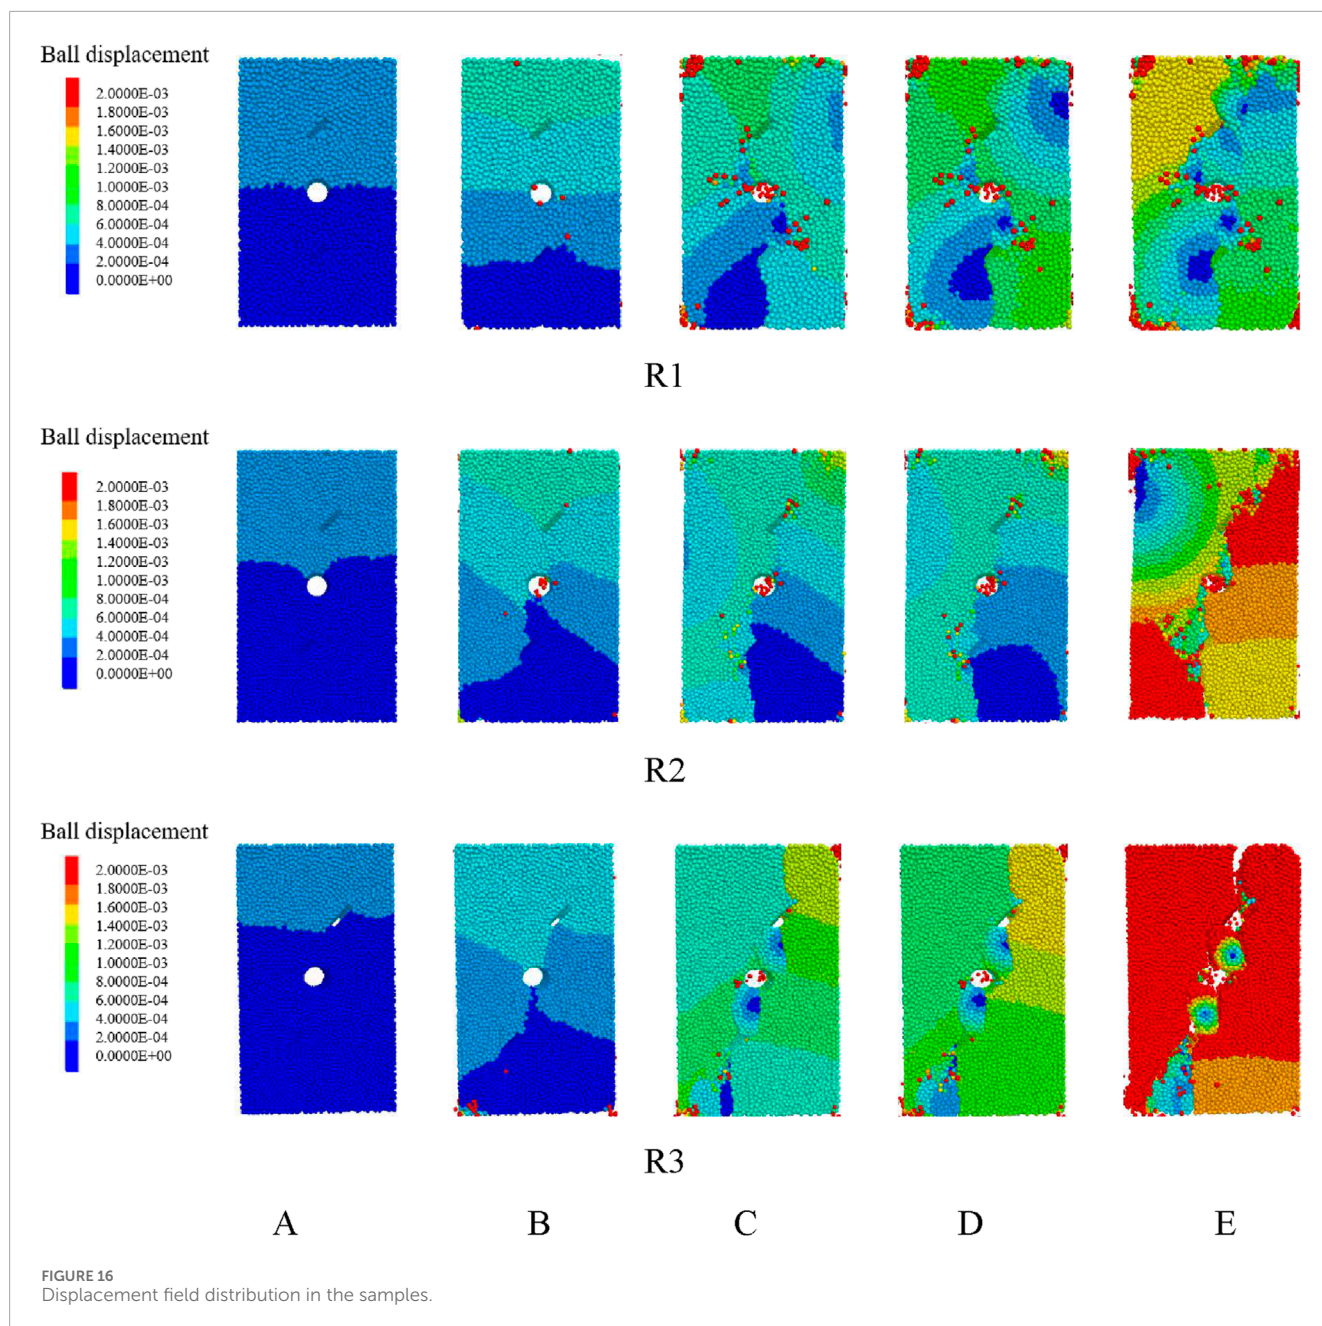 Ball displacement
2.0000E-03
1.8000E-03
1.6000E-03
1.4000E-03
1.2000E-03
1.0000E-03
8.0000E-04
6.0000E-04
4.0000E-04
2.0000E-04
0.0000E+00
R1
Ball displacement
2.0000E-03
1.8000E-03
1.6000E-03
1.4000E-03
1.2000E-03
1.0000E-03
8.0000E-04
6.0000E-04
4.0000E-04
2.0000E-04
0.0000E+00
R2
Ball displacement
2.0000E-03
1.8000E-03
1.6000E-03
1.4000E-03
1.2000E-03
1.0000E-03
8.0000E-04
6.0000E-04
4.0000E-04
2.0000E-04
0.0000E+00
R3
A B C D E
FIGURE 16
Displacement field distribution in the samples.